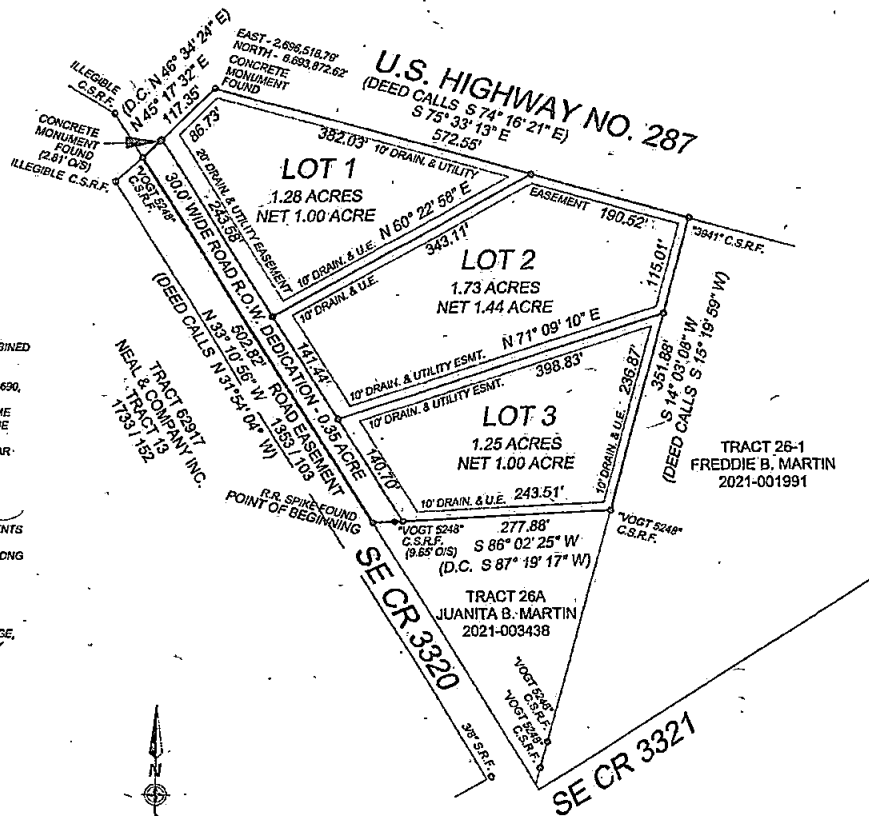 U.S. HIGHWAY NO. 287
(DEED CALLS S 74° 16' 21" E)
S 75° 33' 13" E
572.55'
EAST - 2,696,518.79'
NORTH - 6,693,872.62'
CONCRETE
MONUMENT
FOUND
ILLEGIBLE
C.S.R.F.
(D.C. N 46° 34' 24" E)
N 45° 17' 32" E
117.35'
86.73'
CONCRETE
MONUMENT
FOUND
(2.81' O/S)
ILLEGIBLE C.S.R.F.
"VOGT 5248"
C.S.R.F.
382.03'
10' DRAIN. & UTILITY
EASEMENT
190.52'
"3941" C.S.R.F.
LOT 1
1.28 ACRES
NET 1.00 ACRE
20' DRAIN. & UTILITY EASEMENT
243.58'
10' DRAIN. & U.E.
N 60° 22' 58" E
343.11'
10' DRAIN. & U.E.
LOT 2
1.73 ACRES
NET 1.44 ACRE
115.01'
10' DRAIN. & UTILITY ESMT.
N 71° 09' 10" E
398.83'
10' DRAIN. & UTILITY ESMT.
141.44'
LOT 3
1.25 ACRES
NET 1.00 ACRE
140.70'
10' DRAIN. & U.E.
236.87'
351.88'
S 14° 03' 08" W
(DEED CALLS S 15° 19' 59" W)
10' DRAIN. & U.E.
243.51'
277.88'
S 86° 02' 25" W
(D.C. S 87° 19' 17" W)
"VOGT 5248"
C.S.R.F.
"VOGT 5248"
C.S.R.F.
(9.65' O/S)
30.0' WIDE ROAD R.O.W. DEDICATION - 0.35 ACRE
502.82'
ROAD EASEMENT
N 33° 10' 56" W
1353 / 103
(DEED CALLS N 31° 54' 04" W)
R.R. SPIKE FOUND
POINT OF BEGINNING
TRACT 62917
NEAL & COMPANY INC.
TRACT 13
1733 / 152
TRACT 26-1
FREDDIE B. MARTIN
2021-001991
TRACT 26A
JUANITA B. MARTIN
2021-003438
SE CR 3320
3/8" S.R.F.
"VOGT 5248"
C.S.R.F.
"VOGT 5248"
C.S.R.F.
SE CR 3321
N